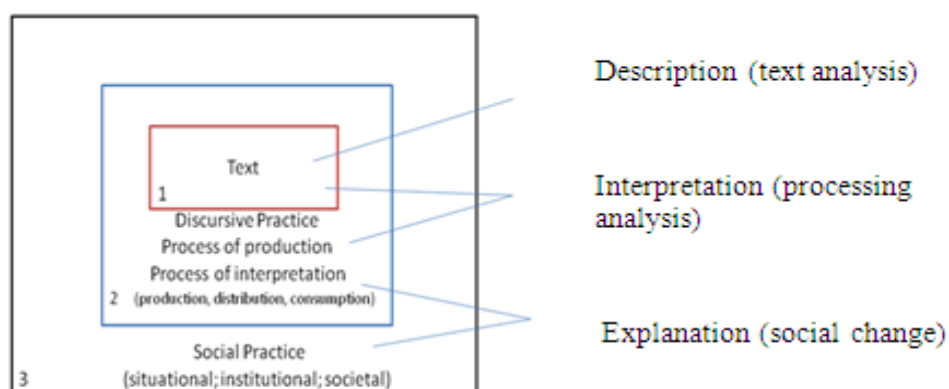 Description (text analysis)
Text
1
Interpretation (processing
analysis)
Discursive Practice
Process of production
Process of interpretation
2 (production, distribution, consumption)
Explanation (social change)
Social Practice
3 (situational; institutional; societal)